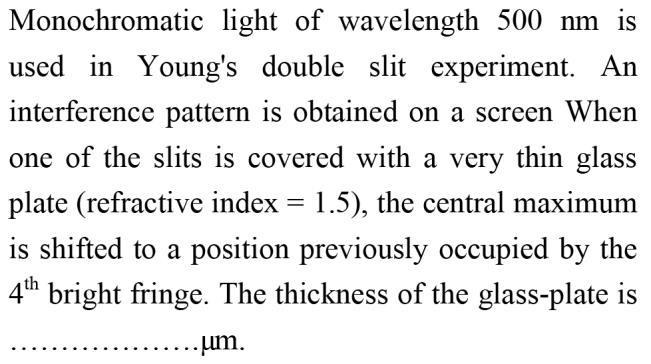 Monochromatic light of wavelength 500 nm is
used in Young's double slit experiment. An
interference pattern is obtained on a screen When
one of the slits is covered with a very thin glass
plate (refractive index = 1.5), the central maximum
is shifted to a position previously occupied by the
4th bright fringe. The thickness of the glass-plate is
………………..μm.